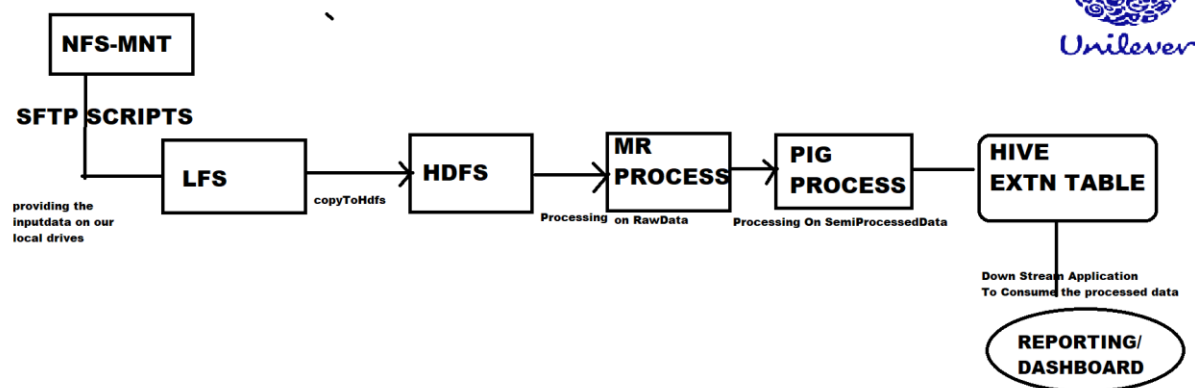 Unilever
NFS-MNT
SFTP SCRIPTS
LFS
providing the
inputdata on our
local drives
copyToHdfs
HDFS
Processing
MR
PROCESS
on RawData
PIG
PROCESS
Processing On SemiProcessedData
HIVE
EXTN TABLE
Down Stream Application
To Consume the processed data
REPORTING/
DASHBOARD